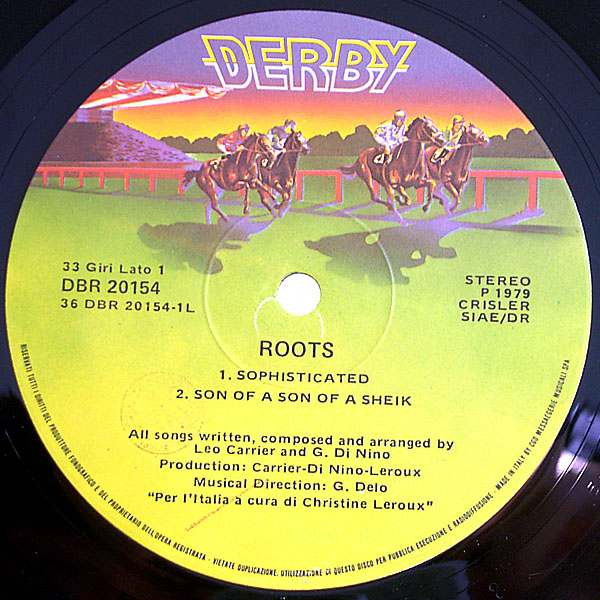 DERBY
33 Giri Lato 1
DBR 20154
36 DBR 20154-1L
STEREO
P 1979
CRISLER
SIAE/DR
ROOTS
1. SOPHISTICATED
2. SON OF A SON OF A SHEIK
All songs written, composed and arranged by
Leo Carrier and G. Di Nino
Production: Carrier-Di Nino-Leroux
Musical Direction: G. Delo
"Per l'Italia a cura di Christine Leroux"
RISERVATI TUTTI I DIRITTI DEL PRODUTTORE FONOGRAFICO E DEL PROPRIETARIO DELL'OPERA REGISTRATA - VIETATE DUPLICAZIONE, UTILIZZAZIONE DI QUESTO DISCO PER PUBBLICA ESECUZIONE E RADIODIFFUSIONE - MADE IN ITALY BY CGD MESSAGGERIE MUSICALI SPA